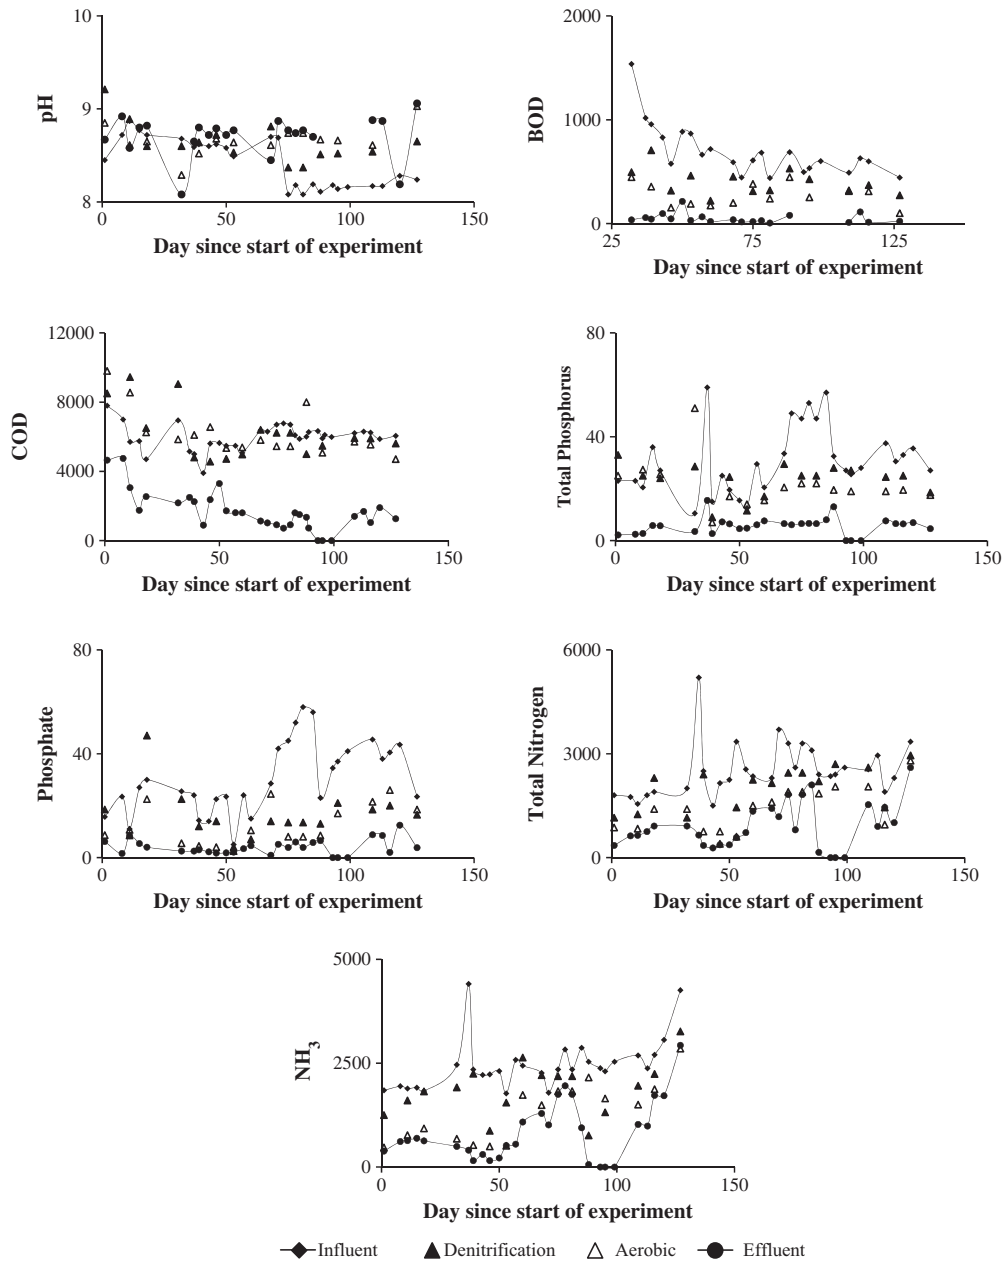 10
9
8
pH
0
50
100
150
Day since start of experiment
2000
1000
0
BOD
25
75
125
Day since start of experiment
12000
8000
4000
0
COD
0
50
100
150
Day since start of experiment
80
40
0
Total Phosphorus
0
50
100
150
Day since start of experiment
80
40
0
Phosphate
0
50
100
150
Day since start of experiment
6000
3000
0
Total Nitrogen
0
50
100
150
Day since start of experiment
5000
2500
0
NH3
0
50
100
150
Day since start of experiment
Influent
Denitrification
Aerobic
Effluent